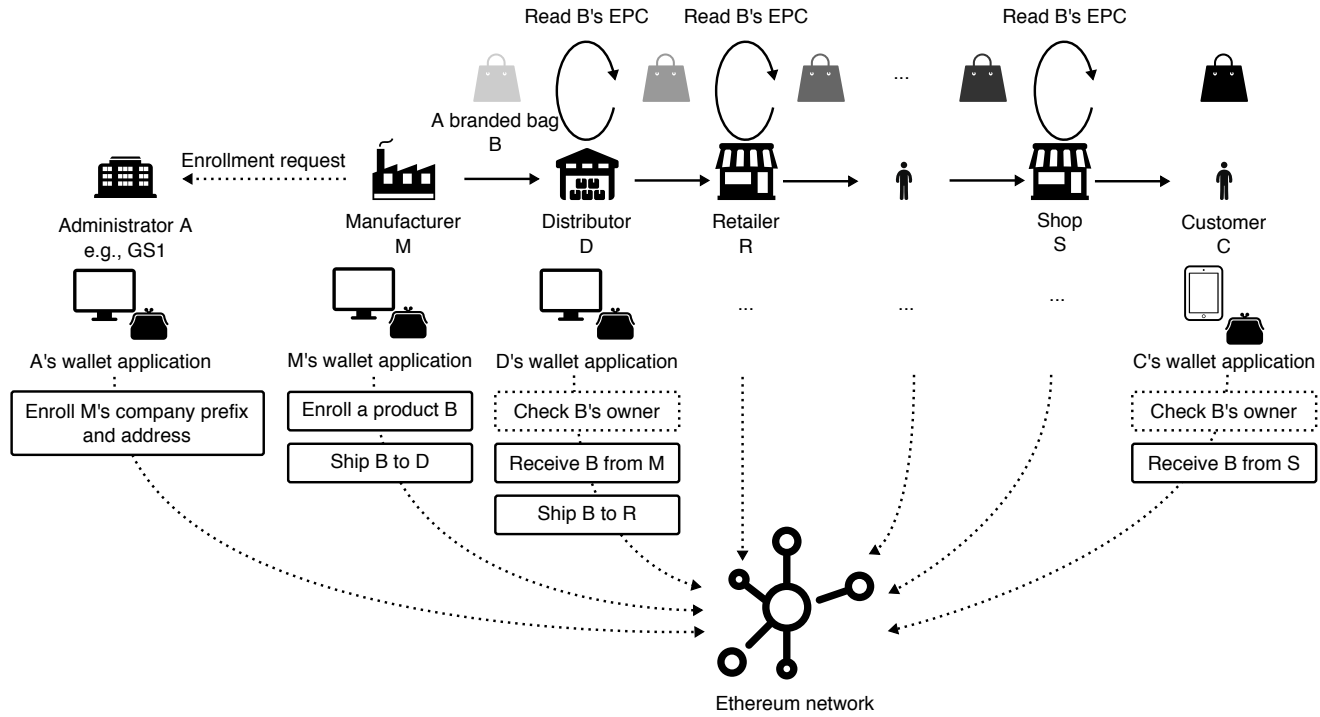 Read B's EPC
Read B's EPC
Read B's EPC
...
A branded bag
B
Enrollment request
Administrator A
e.g., GS1
Manufacturer
M
Distributor
D
Retailer
R
Shop
S
Customer
C
...
...
...
A's wallet application
M's wallet application
D's wallet application
C's wallet application
Enroll M's company prefix
and address
Enroll a product B
Ship B to D
Check B's owner
Receive B from M
Ship B to R
Check B's owner
Receive B from S
Ethereum network